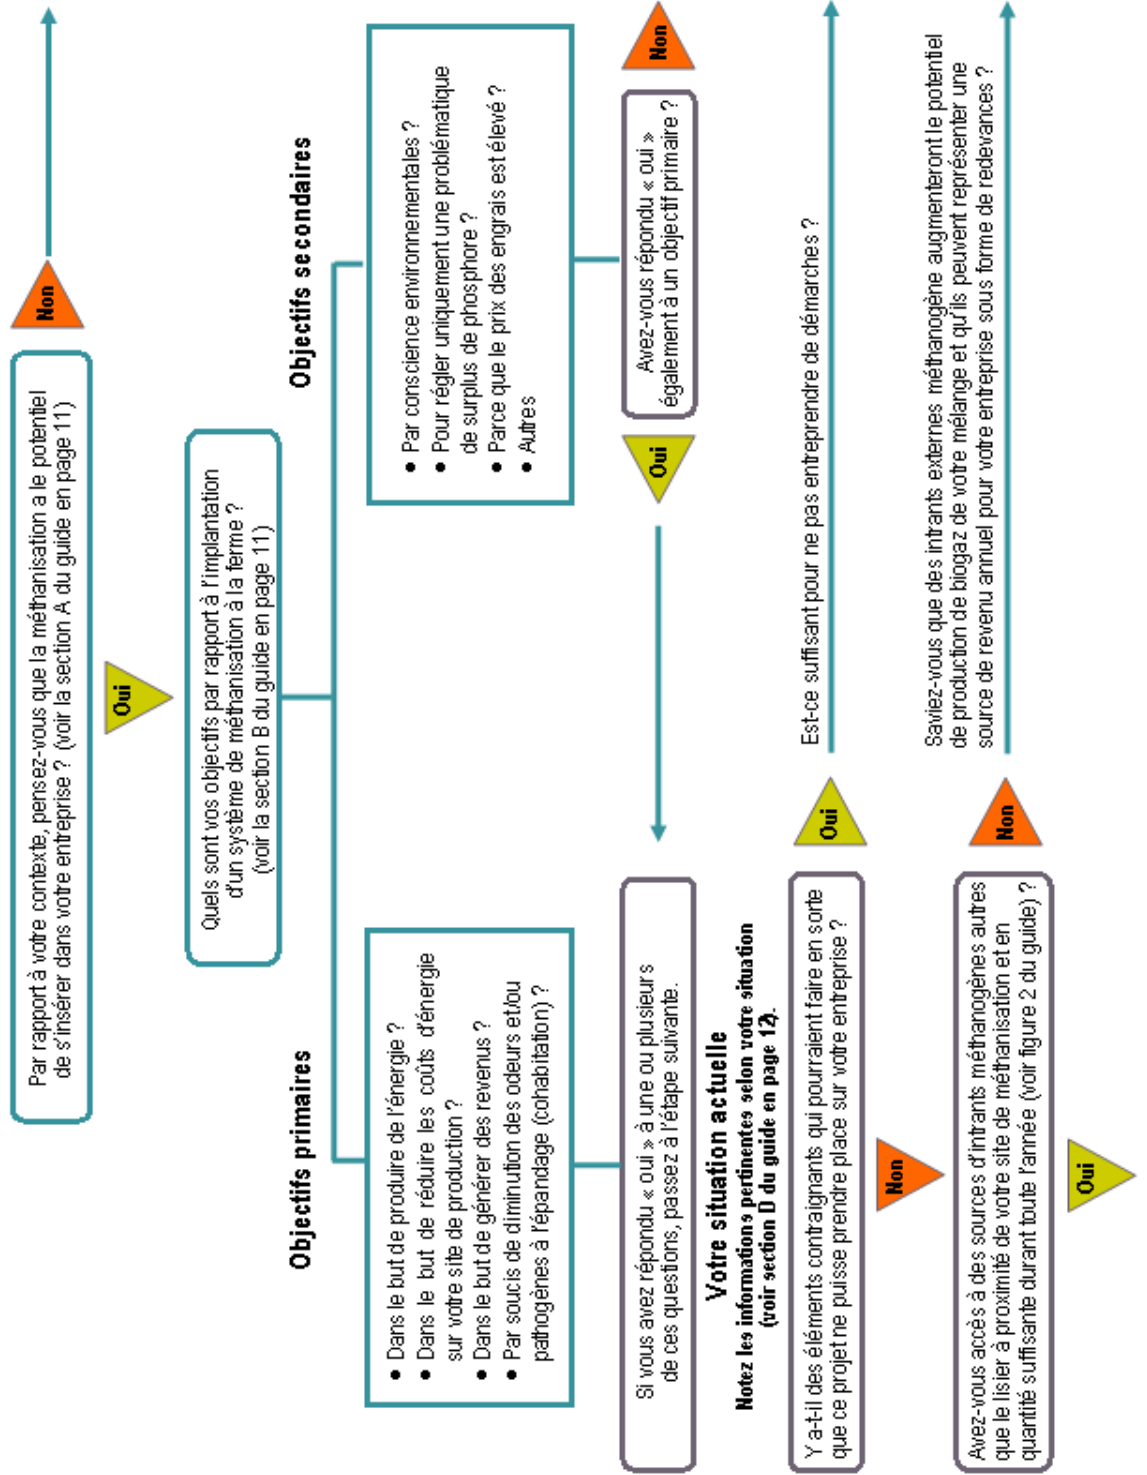 Par rapport à votre contexte, pensez-vous que la méthanisation a le potentiel
de s'insérer dans votre entreprise ? (voir la section A du guide en page 11)
Non
Oui
Quels sont vos objectifs par rapport à l'implantation
d'un système de méthanisation à la ferme ?
(voir la section B du guide en page 11)
Objectifs primaires
• Dans le but de produire de l'énergie ?
• Dans le but de réduire les coûts d'énergie
sur votre site de production ?
• Dans le but de générer des revenus ?
• Par soucis de diminution des odeurs et/ou
pathogènes à l'épandage (cohabitation) ?
Objectifs secondaires
• Par conscience environnementales ?
• Pour régler uniquement une problématique
de surplus de phosphore ?
• Parce que le prix des engrais est élevé ?
• Autres
Si vous avez répondu « oui » à une ou plusieurs
de ces questions, passez à l'étape suivante.
Oui
Avez-vous répondu « oui »
également à un objectif primaire ?
Non
Votre situation actuelle
Notez les informations pertinentes selon votre situation
(voir section D du guide en page 12).
Y a-t-il des éléments contraignants qui pourraient faire en sorte
que ce projet ne puisse prendre place sur votre entreprise ?
Oui
Est-ce suffisant pour ne pas entreprendre de démarches ?
Non
Avez-vous accès à des sources d'intrants méthanogènes autres
que le lisier à proximité de votre site de méthanisation et en
quantité suffisante durant toute l'année (voir figure 2 du guide) ?
Non
Saviez-vous que des intrants externes méthanogène augmenteront le potentiel
de production de biogaz de votre mélange et qu'ils peuvent représenter une
source de revenu annuel pour votre entreprise sous forme de redevances ?
Oui